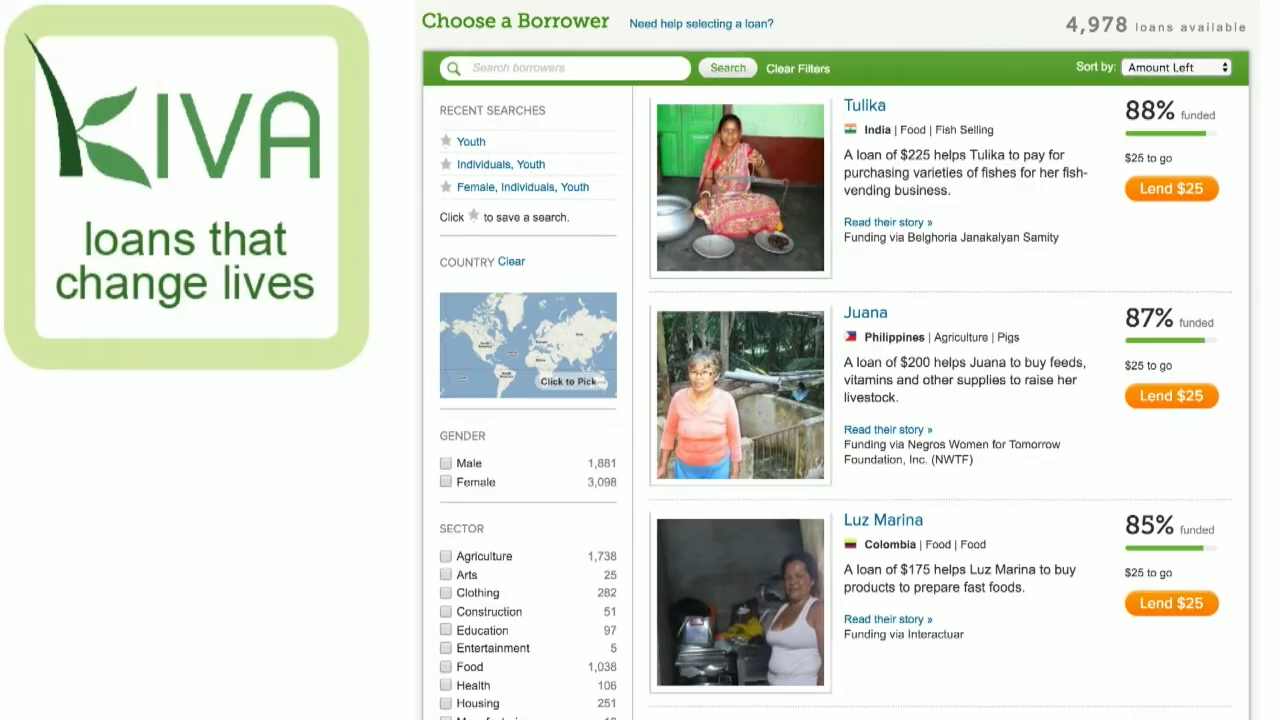 KIVA
loans that
change lives
Choose a Borrower
Need help selecting a loan?
4,978 loans available
Search borrowers
Search
Clear Filters
Sort by:
Amount Left
RECENT SEARCHES
Youth
Individuals, Youth
Female, Individuals, Youth
Click to save a search.
COUNTRY Clear
Click to Pick
GENDER
Male 1,881
Female 3,098
SECTOR
Agriculture 1,738
Arts 25
Clothing 282
Construction 51
Education 97
Entertainment 5
Food 1,038
Health 106
Housing 251
Tulika
India | Food | Fish Selling
A loan of $225 helps Tulika to pay for
purchasing varieties of fishes for her fish-
vending business.
Read their story »
Funding via Belghoria Janakalyan Samity
88% funded
$25 to go
Lend $25
Juana
Philippines | Agriculture | Pigs
A loan of $200 helps Juana to buy feeds,
vitamins and other supplies to raise her
livestock.
Read their story »
Funding via Negros Women for Tomorrow
Foundation, Inc. (NWTF)
87% funded
$25 to go
Lend $25
Luz Marina
Colombia | Food | Food
A loan of $175 helps Luz Marina to buy
products to prepare fast foods.
Read their story »
Funding via Interactuar
85% funded
$25 to go
Lend $25